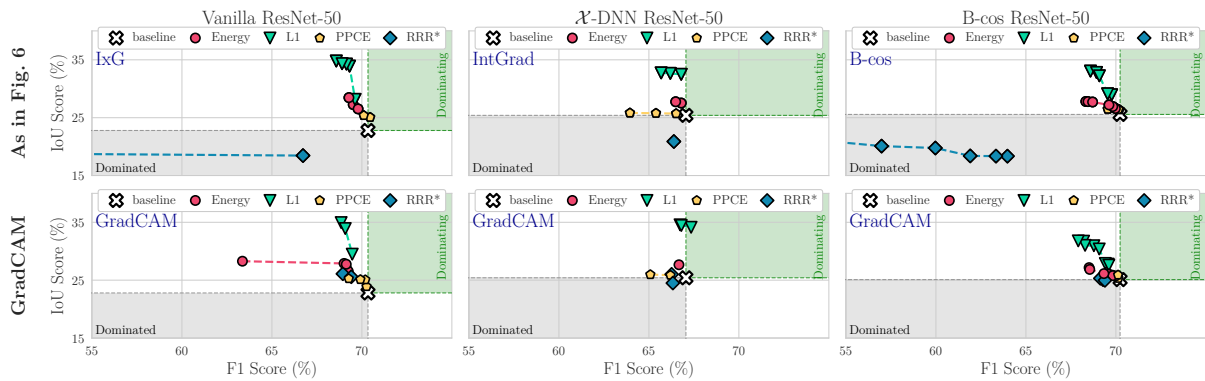 Vanilla ResNet-50
𝒳-DNN ResNet-50
B-cos ResNet-50
As in Fig. 6
IoU Score (%)
35
25
15
baseline Energy L1 PPCE RRR*
IxG
Dominating
Dominated
baseline Energy L1 PPCE RRR*
IntGrad
Dominating
baseline Energy L1 PPCE RRR*
B-cos
Dominating
Dominated
GradCAM
IoU Score (%)
35
25
15
baseline Energy L1 PPCE RRR*
GradCAM
Dominating
Dominated
55 60 65 70
F1 Score (%)
baseline Energy L1 PPCE RRR*
GradCAM
Dominating
Dominated
55 60 65 70
F1 Score (%)
baseline Energy L1 PPCE RRR*
GradCAM
Dominating
Dominated
55 60 65 70
F1 Score (%)